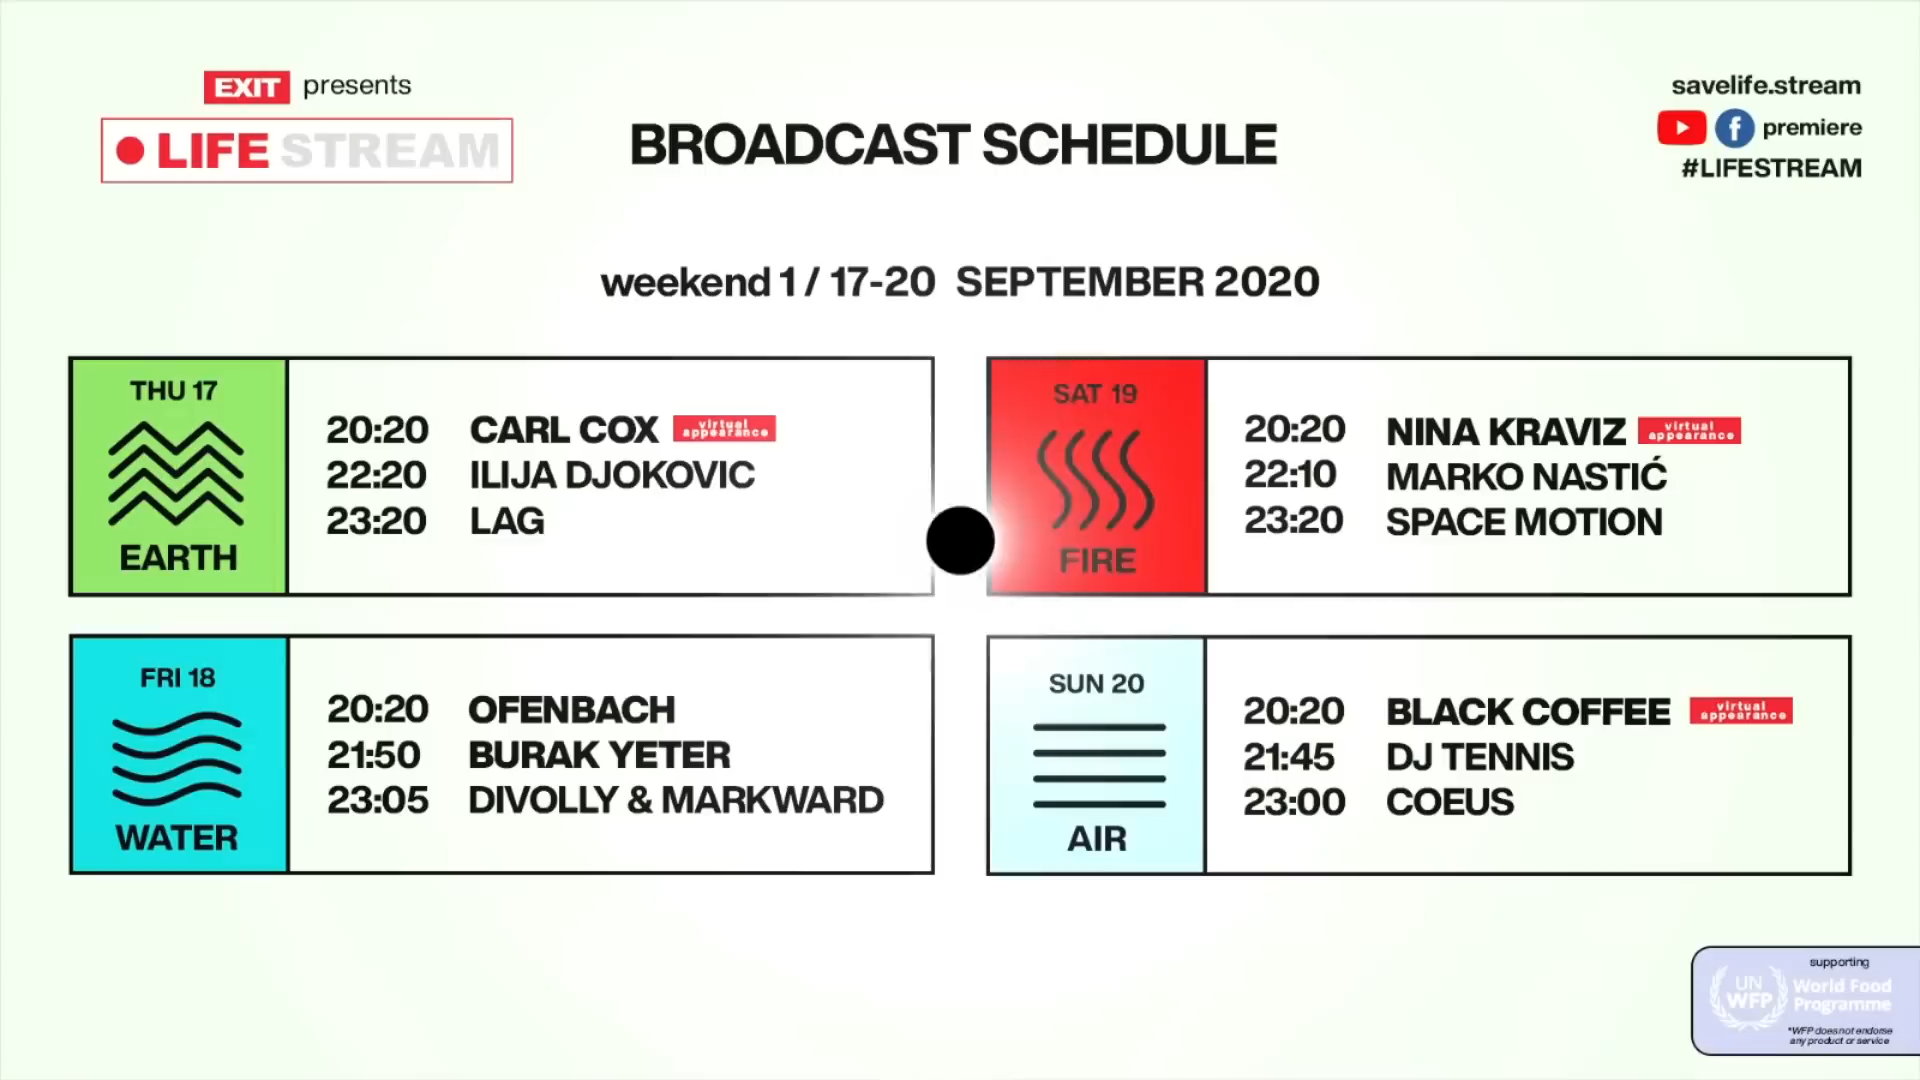 EXIT presents
LIFE STREAM
BROADCAST SCHEDULE
savelife.stream
premiere
#LIFESTREAM
weekend 1 / 17-20 SEPTEMBER 2020
THU 17
EARTH
20:20 CARL COX virtual appearance
22:20 ILIJA DJOKOVIC
23:20 LAG
SAT 19
FIRE
20:20 NINA KRAVIZ virtual appearance
22:10 MARKO NASTIĆ
23:20 SPACE MOTION
FRI 18
WATER
20:20 OFENBACH
21:50 BURAK YETER
23:05 DIVOLLY & MARKWARD
SUN 20
AIR
20:20 BLACK COFFEE virtual appearance
21:45 DJ TENNIS
23:00 COEUS
supporting
UN WFP
World Food
Programme
*WFP does not endorse
any product or service